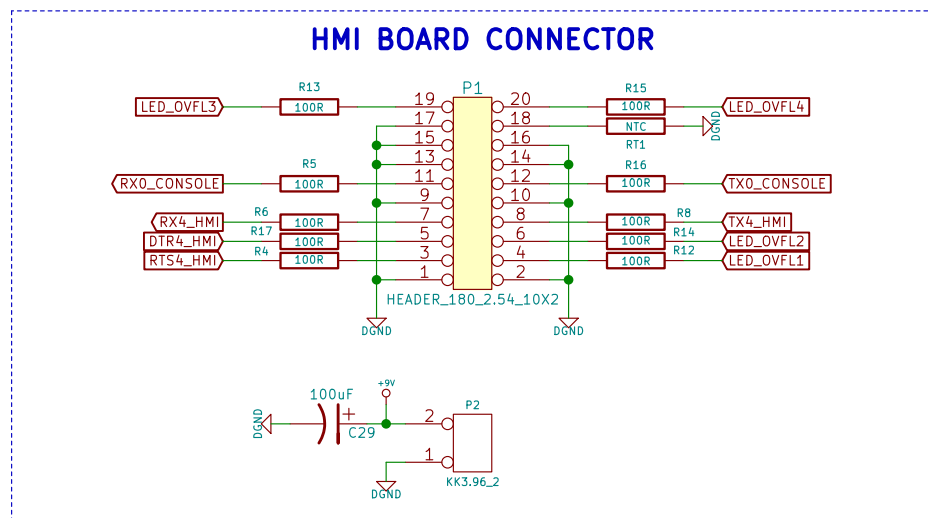 HMI BOARD CONNECTOR
P1
R13
R15
LED_OVFL3
100R
19
20
100R
LED_OVFL4
17
18
NTC
DGND
15
16
RT1
13
14
R5
R16
RX0_CONSOLE
100R
11
12
100R
TX0_CONSOLE
9
10
R6
R8
RX4_HMI
100R
7
8
100R
TX4_HMI
R17
R14
DTR4_HMI
100R
5
6
100R
LED_OVFL2
R4
R12
RTS4_HMI
100R
3
4
100R
LED_OVFL1
1
2
HEADER_180_2.54_10X2
DGND
DGND
+9V
100uF
P2
DGND
+
C29
2
1
KK3.96_2
DGND